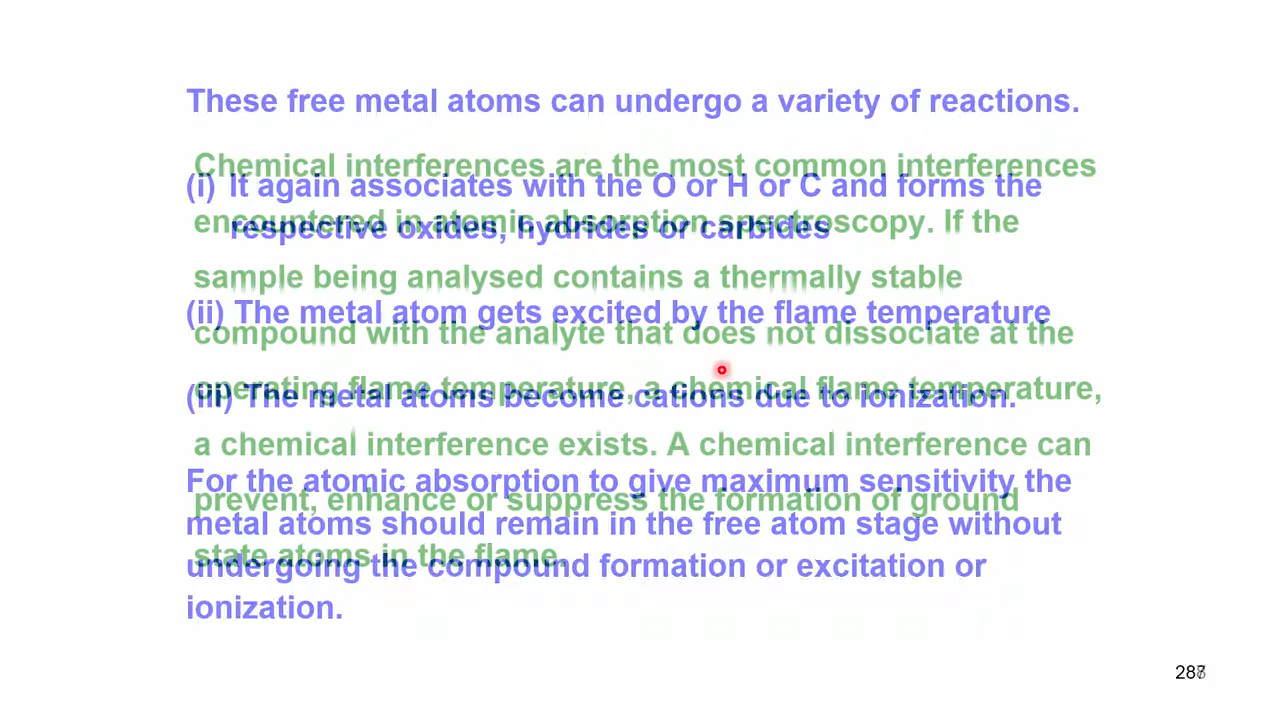 These free metal atoms can undergo a variety of reactions.
Chemical interferences are the most common interferences
(i) It again associates with the O or H or C and forms the
encountered in atomic absorption spectroscopy. If the
respective oxides, hydrides or carbides
sample being analysed contains a thermally stable
(ii) The metal atom gets excited by the flame temperature
compound with the analyte that does not dissociate at the
operating flame temperature, a chemical flame temperature,
(iii) The metal atoms become cations due to ionization.
a chemical interference exists. A chemical interference can
For the atomic absorption to give maximum sensitivity the
prevent, enhance or suppress the formation of ground
metal atoms should remain in the free atom stage without
state atoms in the flame.
undergoing the compound formation or excitation or
ionization.